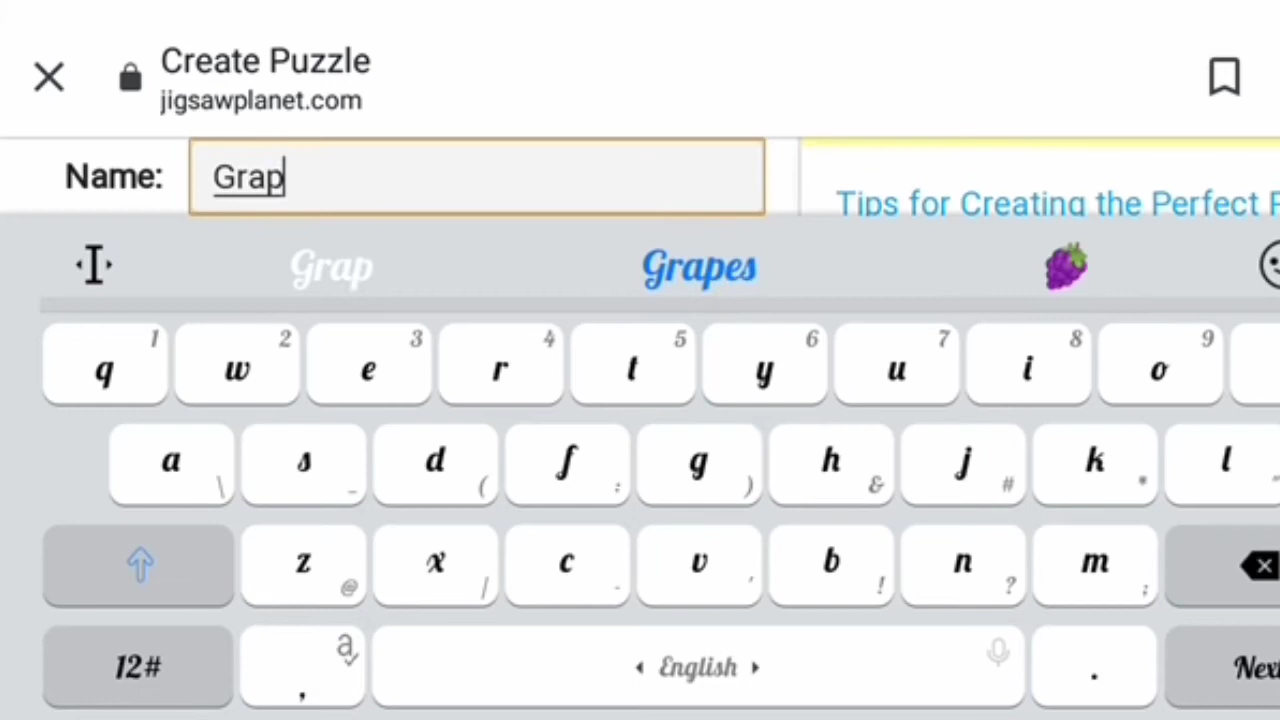 Create Puzzle
jigsawplanet.com
Name: Grap
Tips for Creating the Perfect
Grap Grapes
1 2 3 4 5 6 7 8 9
q w e r t y u i o
a s d f g h j k l
\ _ ( : ) & # * "
z x c v b n m
@ | - ' ! ? ;
12# , a English .